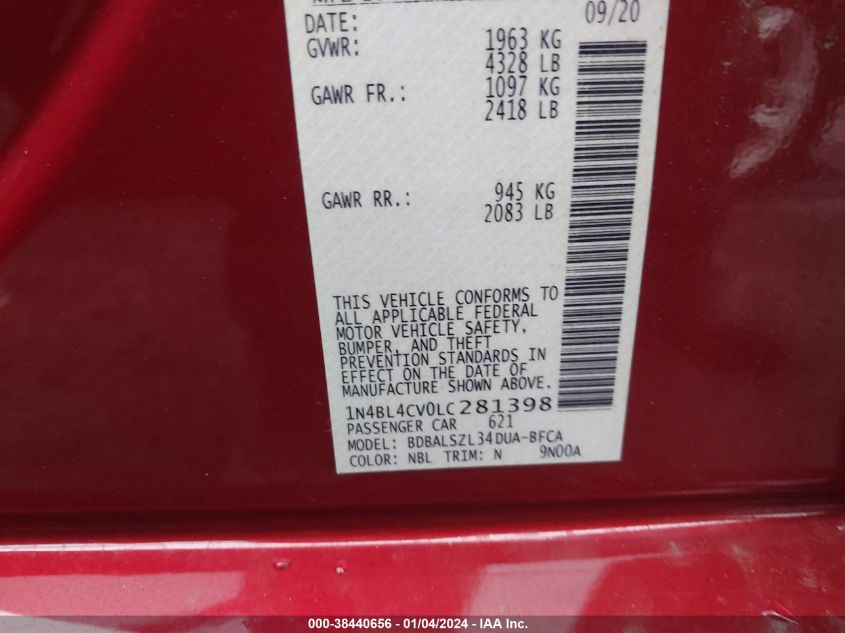 09/20
DATE:
GVWR: 1963 KG
4328 LB
GAWR FR.: 1097 KG
2418 LB
GAWR RR.: 945 KG
2083 LB
THIS VEHICLE CONFORMS TO
ALL APPLICABLE FEDERAL
MOTOR VEHICLE SAFETY,
BUMPER, AND THEFT
PREVENTION STANDARDS IN
EFFECT ON THE DATE OF
MANUFACTURE SHOWN ABOVE.
1N4BL4CV0LC281398
PASSENGER CAR 621
MODEL: BDBALSZL34DUA-BFCA
COLOR: NBL TRIM: N 9N00A
000-38440656 - 01/04/2024 - IAA Inc.